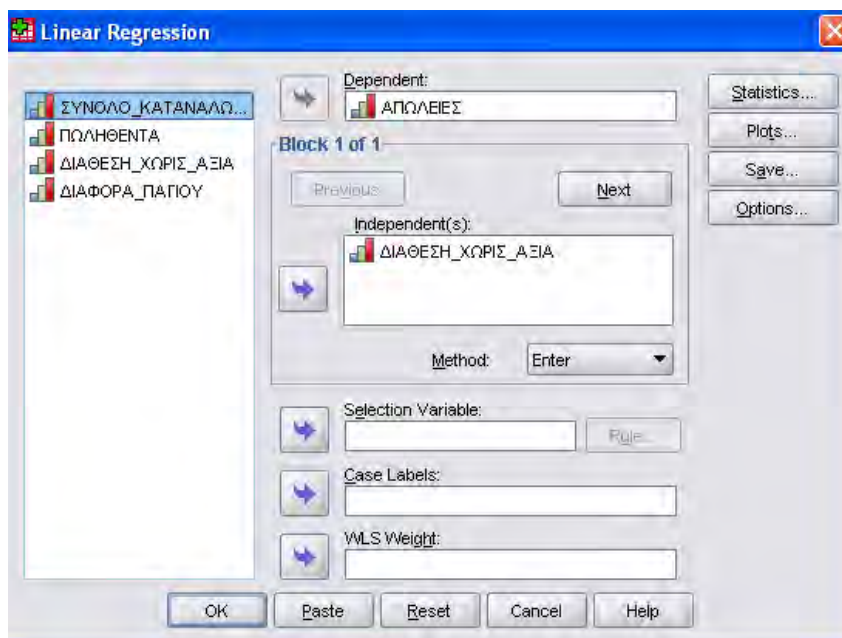 Linear Regression
ΣΥΝΟΛΟ_ΚΑΤΑΝΑΛΩ...
ΠΩΛΗΘΕΝΤΑ
ΔΙΑΘΕΣΗ_ΧΩΡΙΣ_ΑΞΙΑ
ΔΙΑΦΟΡΑ_ΠΑΓΙΟΥ
Dependent:
ΑΠΩΛΕΙΕΣ
Block 1 of 1
Previous
Next
Independent(s):
ΔΙΑΘΕΣΗ_ΧΩΡΙΣ_ΑΞΙΑ
Method:
Enter
Selection Variable:
Rule...
Case Labels:
WLS Weight:
Statistics...
Plots...
Save...
Options...
OK
Paste
Reset
Cancel
Help